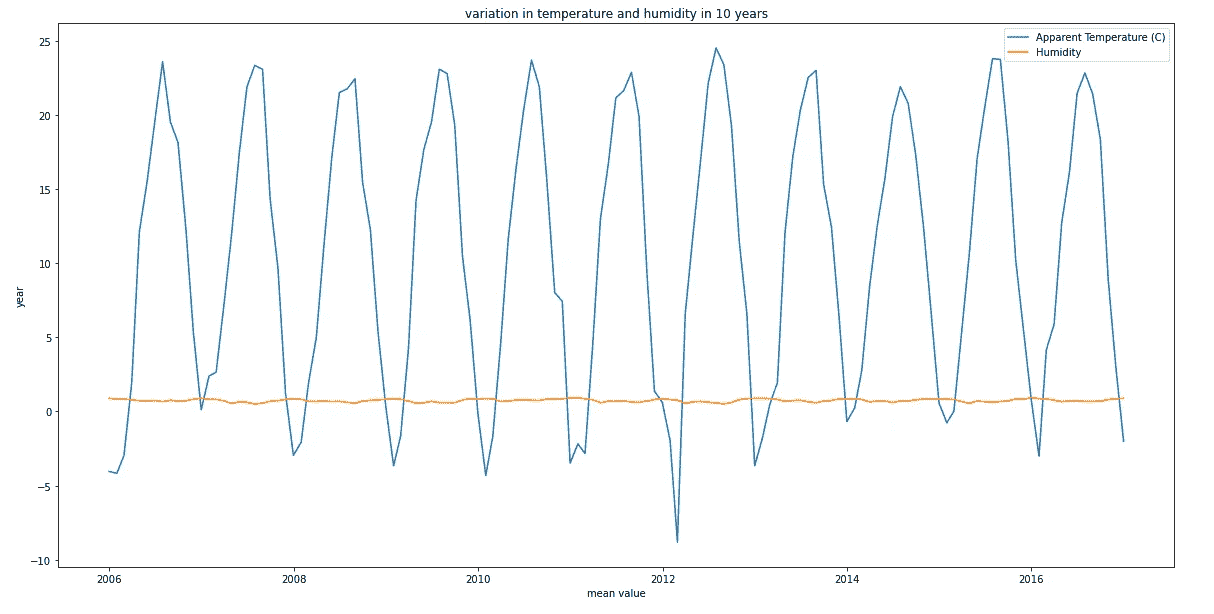 variation in temperature and humidity in 10 years
Apparent Temperature (C)
Humidity
25
20
15
10
5
0
−5
−10
year
2006 2008 2010 2012 2014 2016
mean value